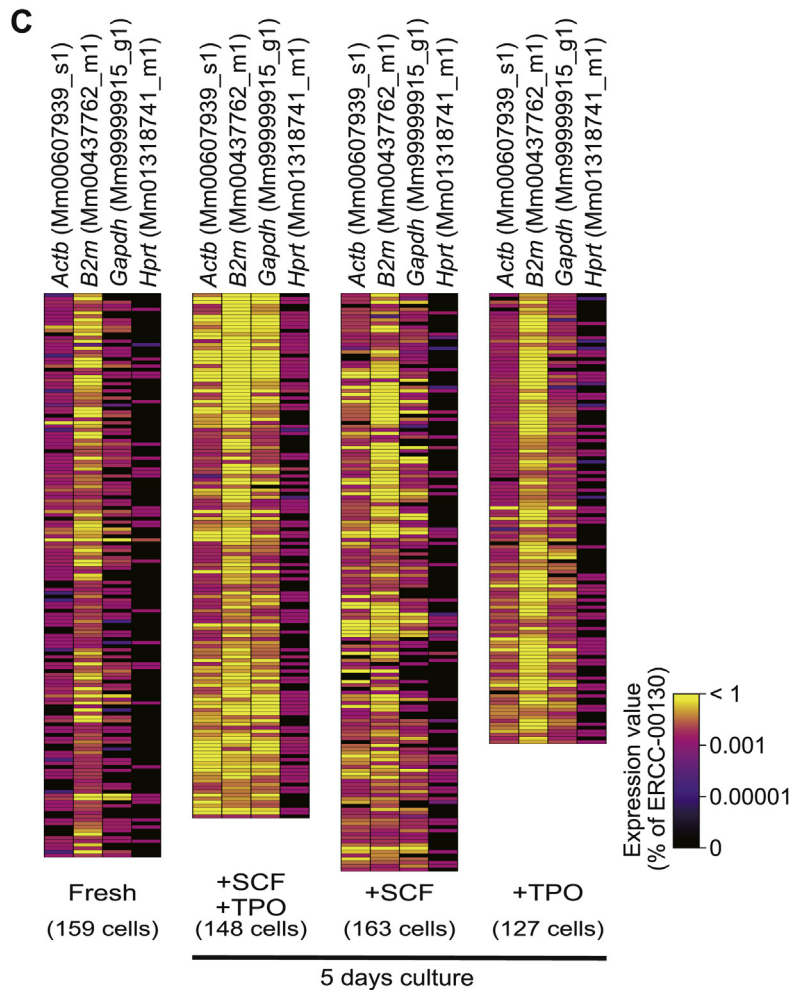 C
Actb (Mm00607939_s1)
B2m (Mm00437762_m1)
Gapdh (Mm99999915_g1)
Hprt (Mm01318741_m1)
Actb (Mm00607939_s1)
B2m (Mm00437762_m1)
Gapdh (Mm99999915_g1)
Hprt (Mm01318741_m1)
Actb (Mm00607939_s1)
B2m (Mm00437762_m1)
Gapdh (Mm99999915_g1)
Hprt (Mm01318741_m1)
Actb (Mm00607939_s1)
B2m (Mm00437762_m1)
Gapdh (Mm99999915_g1)
Hprt (Mm01318741_m1)
Expression value
(% of ERCC-00130)
< 1
0.001
0.00001
0
Fresh
(159 cells)
+SCF
+TPO
(148 cells)
+SCF
(163 cells)
+TPO
(127 cells)
5 days culture